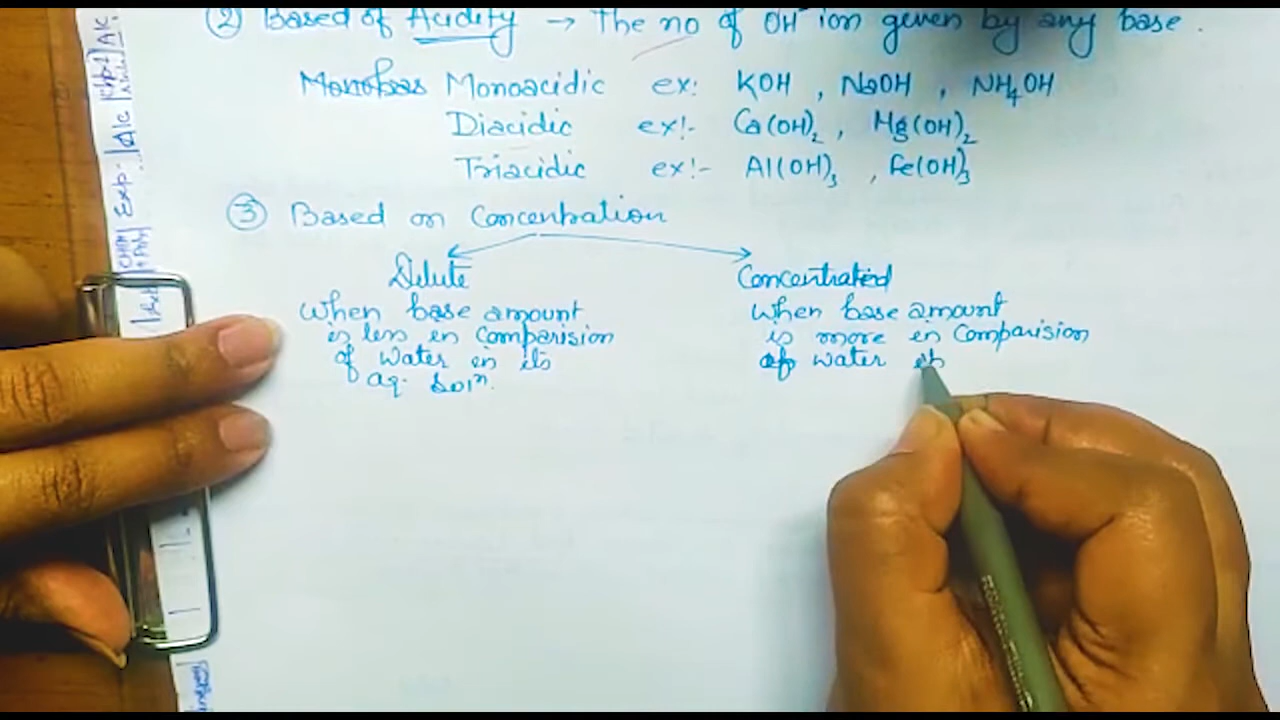 ② Based of Acidity → The no of OH⁻ ion given by any base.
Monobas Monoacidic ex: KOH, NaOH, NH₄OH
Diacidic ex:- Ca(OH)₂, Mg(OH)₂
Triacidic ex:- Al(OH)₃, Fe(OH)₃
③ Based on Concentration
Dilute
When base amount
is less in Comparision
of water in its
aq. Solⁿ.
Concentrated
When base amount
is more in Comparision
of water in
Exp.